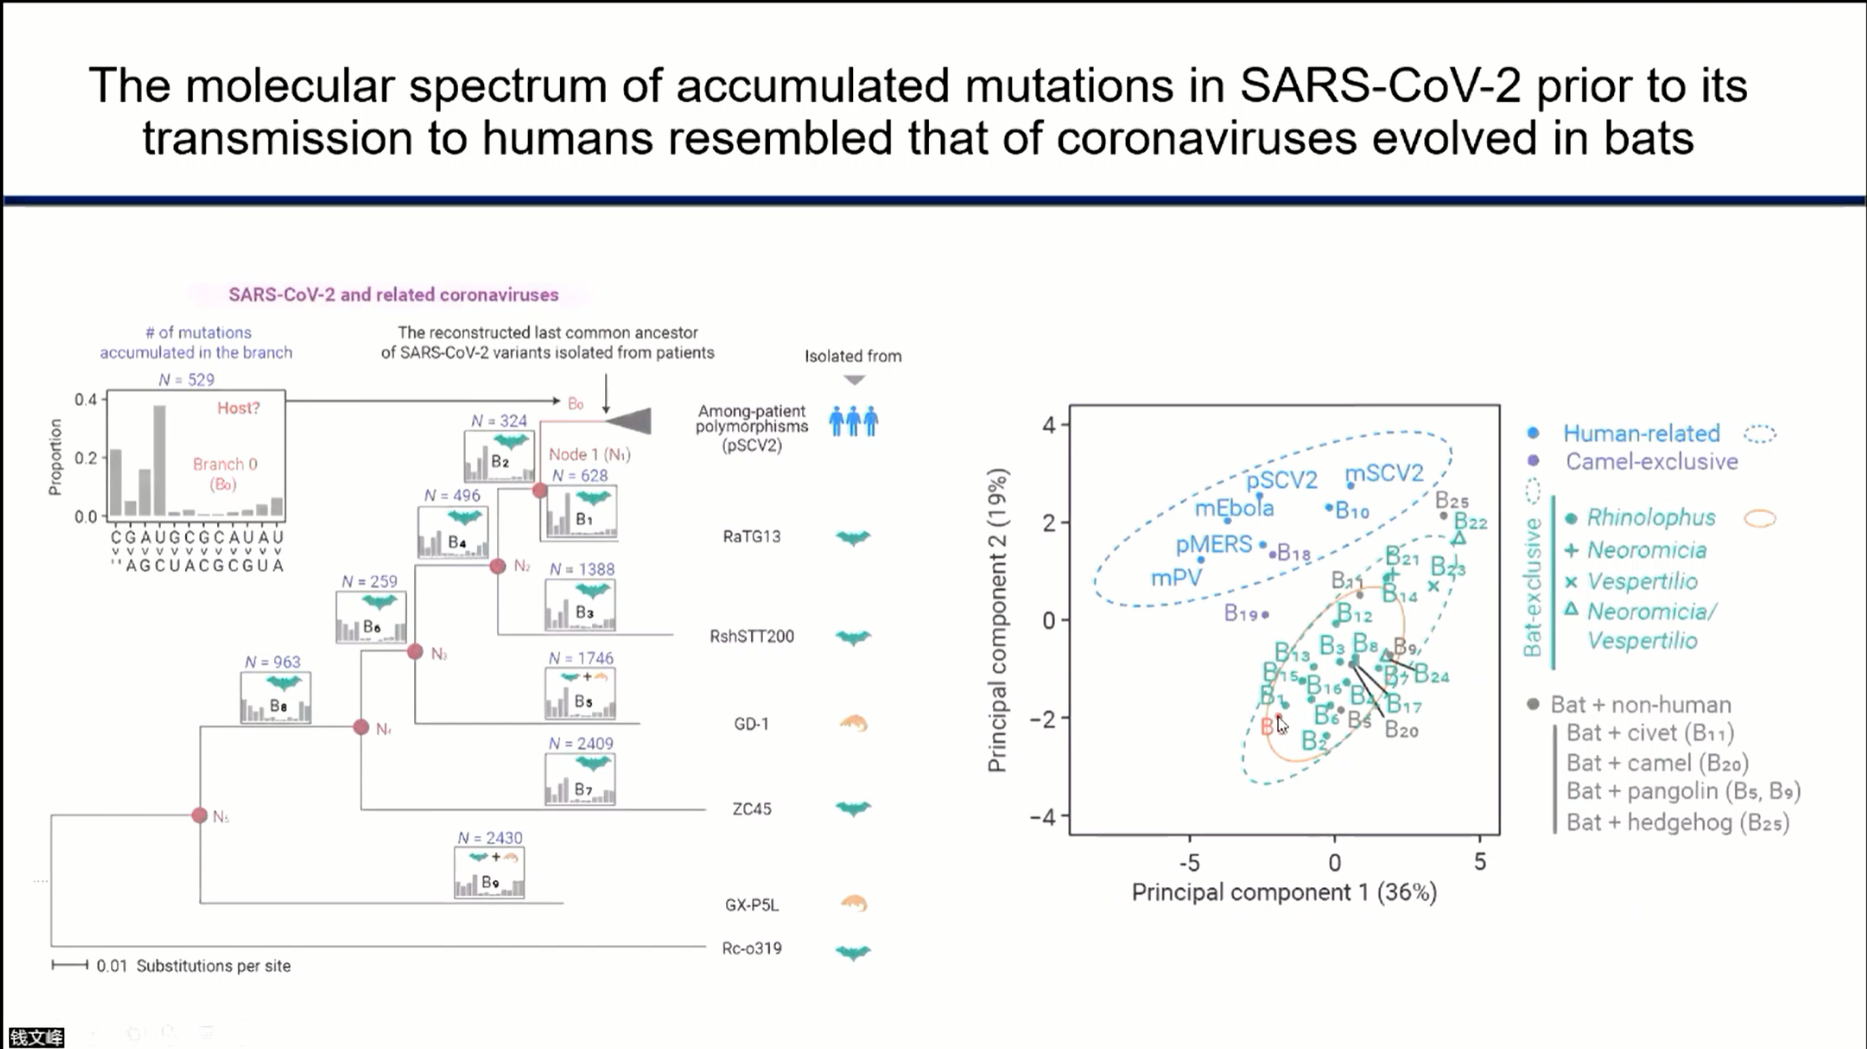 The molecular spectrum of accumulated mutations in SARS-CoV-2 prior to its
transmission to humans resembled that of coronaviruses evolved in bats
SARS-CoV-2 and related coronaviruses
# of mutations
accumulated in the branch
The reconstructed last common ancestor
of SARS-CoV-2 variants isolated from patients
Isolated from
N = 529
Proportion
0.4
0.2
0.0
Host?
Branch 0
(B₀)
C G A U G C G C A U A U
v v v v v v v v v v v v
U A G C U A C G C G U A
B₀
N = 324
B₂
Node 1 (N₁)
N = 628
B₁
N = 496
B₄
N₂
N = 1388
B₃
N = 259
B₆
N₃
N = 1746
+
B₅
N = 963
B₈
N₄
N = 2409
B₇
N₅
N = 2430
+
B₉
Among-patient
polymorphisms
(pSCV2)
RaTG13
RshSTT200
GD-1
ZC45
GX-P5L
Rc-o319
0.01 Substitutions per site
Principal component 2 (19%)
4
2
0
−2
−4
-5
0
5
Principal component 1 (36%)
pSCV2
mSCV2
mEbola
B₁₀
pMERS
B₁₈
mPV
B₁₉
B₂₅
B₂₂
B₂₁
B₂₃
B₁₁
B₁₄
B₁₂
B₁₃
B₃
B₈
B₉
B₁₅
B₁₆
B₇
B₂₄
B₁
B₁₇
B₆
B₅
B₂₀
B₂
Human-related
Camel-exclusive
Bat-exclusive
Rhinolophus
Neoromicia
Vespertilio
Neoromicia/
Vespertilio
Bat + non-human
Bat + civet (B₁₁)
Bat + camel (B₂₀)
Bat + pangolin (B₅, B₉)
Bat + hedgehog (B₂₅)
钱文峰